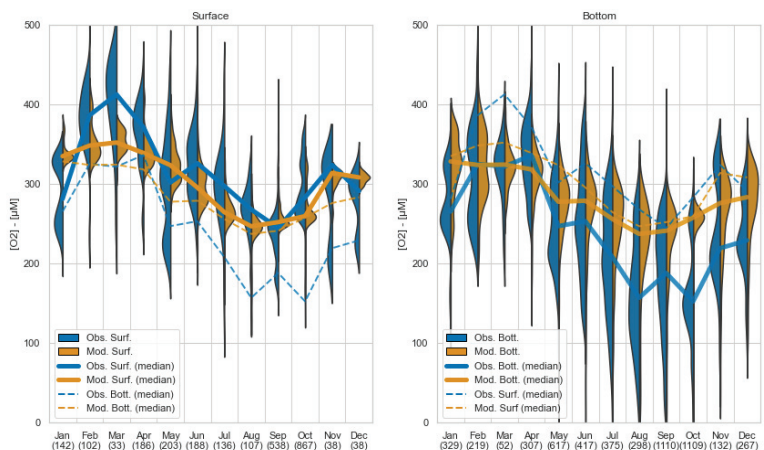 Surface
Bottom
500
400
300
200
100
0
[O2] - [µM]
Obs. Surf.
Mod. Surf.
Obs. Surf. (median)
Mod. Surf. (median)
Obs. Bott. (median)
Mod. Bott. (median)
Jan Feb Mar Apr May Jun Jul Aug Sep Oct Nov Dec
(142) (102) (33) (186) (203) (188) (136) (107) (538) (867) (38) (38)
500
400
300
200
100
0
[O2] - [µM]
Obs. Bott.
Mod. Bott.
Obs. Bott. (median)
Mod. Bott. (median)
Obs. Surf. (median)
Mod. Surf (median)
Jan Feb Mar Apr May Jun Jul Aug Sep Oct Nov Dec
(329) (219) (52) (307) (617) (417) (375) (298) (1110) (1109) (132) (267)